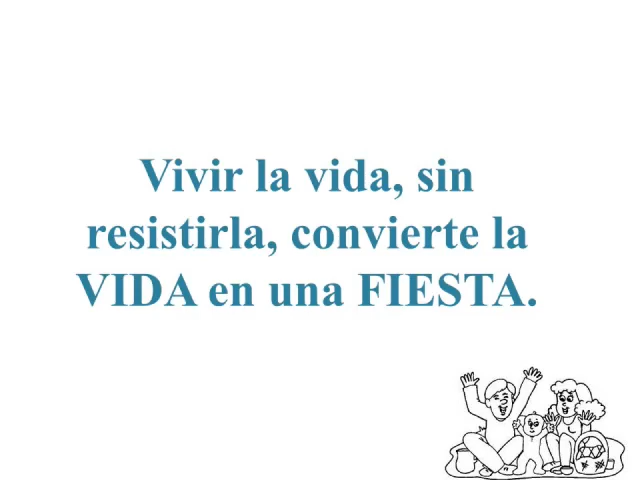 Vivir la vida, sin
resistirla, convierte la
VIDA en una FIESTA.